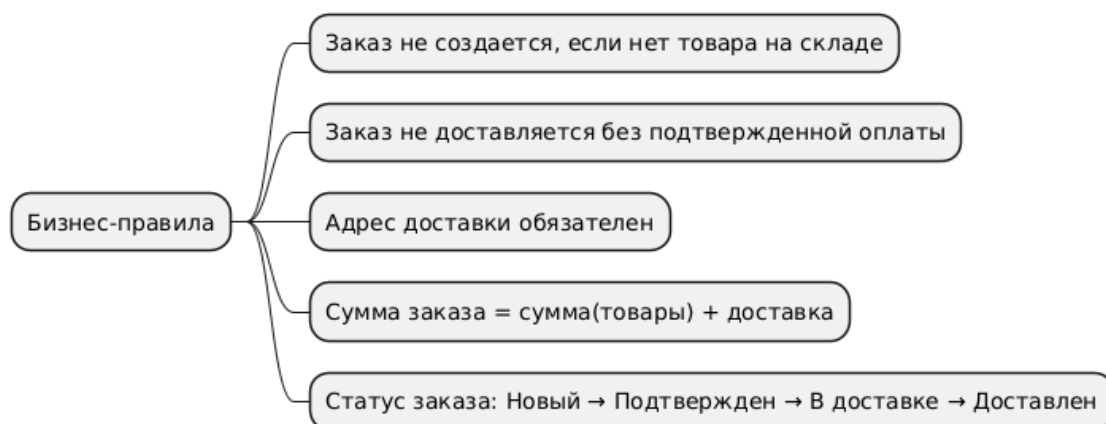 Заказ не создается, если нет товара на складе
Заказ не доставляется без подтвержденной оплаты
Бизнес-правила
Адрес доставки обязателен
Сумма заказа = сумма(товары) + доставка
Статус заказа: Новый → Подтвержден → В доставке → Доставлен